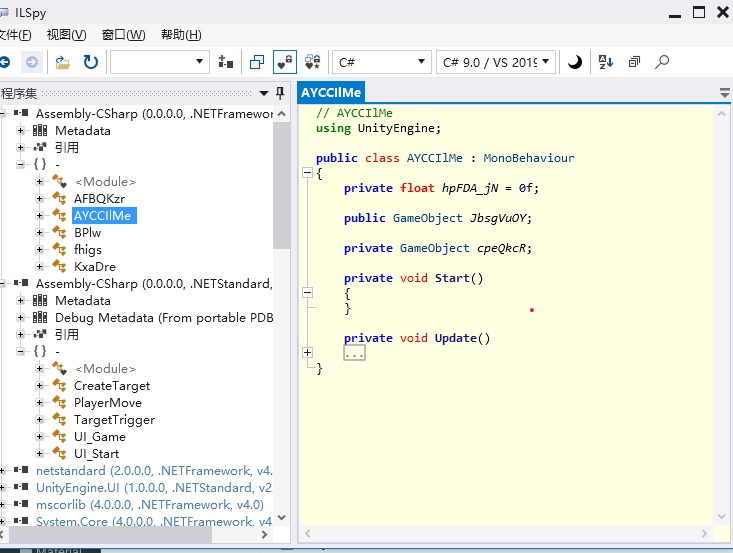 ILSpy
文件(F) 视图(V) 窗口(W) 帮助(H)
C# C# 9.0 / VS 2019
程序集
Assembly-CSharp (0.0.0.0, .NETFramewor
Metadata
引用
{ } -
<Module>
AFBQKzr
AYCCIlMe
BPlw
fhigs
KxaDre
Assembly-CSharp (0.0.0.0, .NETStandard,
Metadata
Debug Metadata (From portable PDB
引用
{ } -
<Module>
CreateTarget
PlayerMove
TargetTrigger
UI_Game
UI_Start
netstandard (2.0.0.0, .NETFramework, v4.
UnityEngine.UI (1.0.0.0, .NETStandard, v2
mscorlib (4.0.0.0, .NETFramework, v4.0)
System.Core (4.0.0.0, .NETFramework, v4
Material
AYCCIlMe
// AYCCIlMe
using UnityEngine;
public class AYCCIlMe : MonoBehaviour
{
private float hpFDA_jN = 0f;
public GameObject JbsgVuOY;
private GameObject cpeQkcR;
private void Start()
{
}
private void Update()
...
}